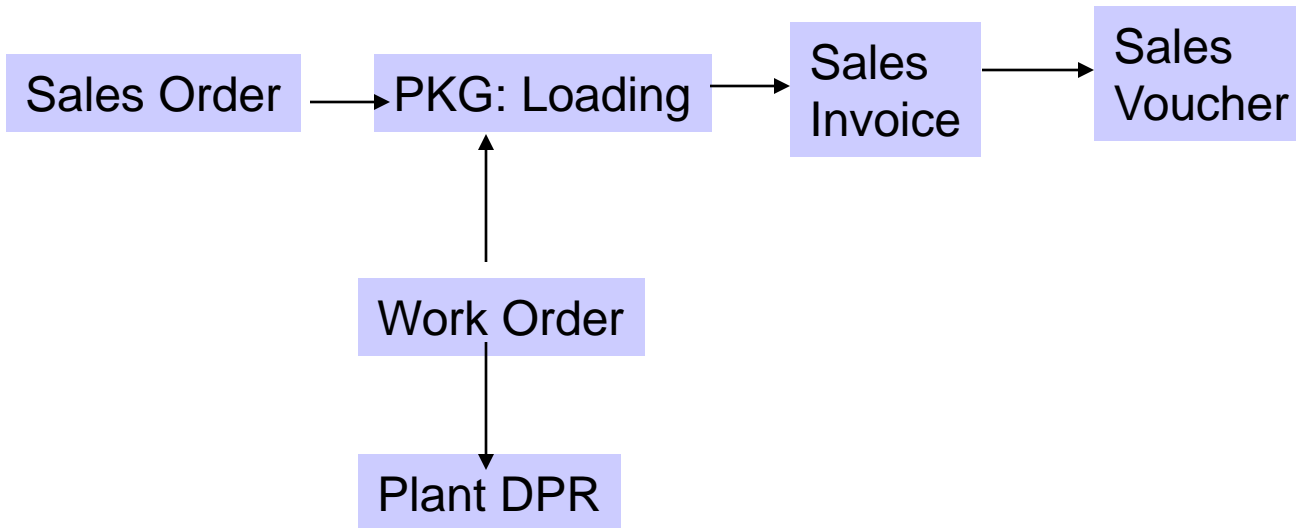 Sales Order
PKG: Loading
Sales
Invoice
Sales
Voucher
Work Order
Plant DPR